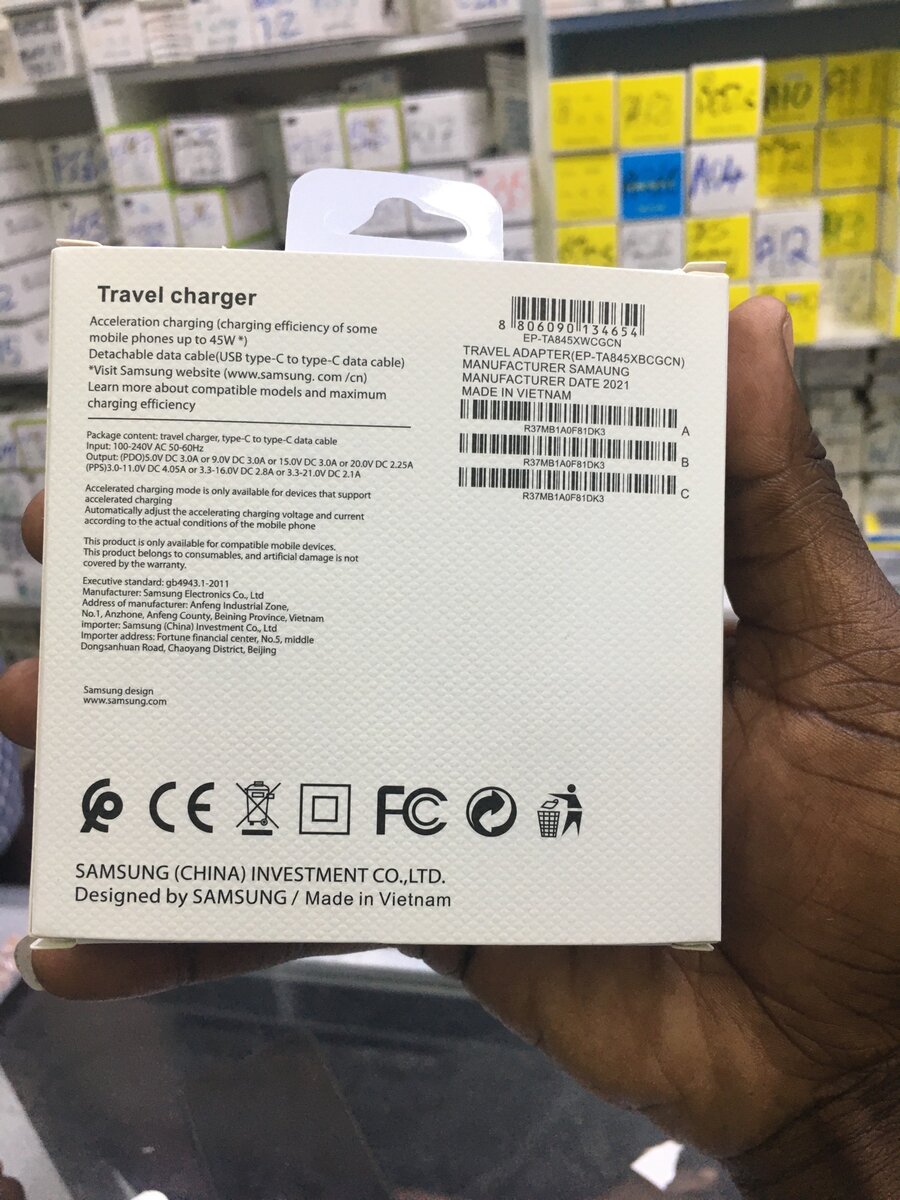 Travel charger
Acceleration charging (charging efficiency of some
mobile phones up to 45W *)
Detachable data cable(USB type-C to type-C data cable)
*Visit Samsung website (www.samsung. com /cn)
Learn more about compatible models and maximum
charging efficiency
Package content: travel charger, type-C to type-C data cable
Input: 100-240V AC 50-60Hz
Output: (PDO)5.0V DC 3.0A or 9.0V DC 3.0A or 15.0V DC 3.0A or 20.0V DC 2.25A
(PPS)3.0-11.0V DC 4.05A or 3.3-16.0V DC 2.8A or 3.3-21.0V DC 2.1A
Accelerated charging mode is only available for devices that support
accelerated charging
Automatically adjust the accelerating charging voltage and current
according to the actual conditions of the mobile phone
This product is only available for compatible mobile devices.
This product belongs to consumables, and artificial damage is not
covered by the warranty.
Executive standard: gb4943.1-2011
Manufacturer: Samsung Electronics Co., Ltd
Address of manufacturer: Anfeng Industrial Zone,
No.1, Anzhone, Anfeng County, Beining Province, Vietnam
importer: Samsung (China) Investment Co., Ltd
Importer address: Fortune financial center, No.5, middle
Dongsanhuan Road, Chaoyang District, Beijing
Samsung design
www.samsung.com
8 806090 134654
EP-TA845XWCGCN
TRAVEL ADAPTER(EP-TA845XBCGCN)
MANUFACTURER SAMAUNG
MANUFACTURER DATE 2021
MADE IN VIETNAM
R37MB1A0F81DK3 A
R37MB1A0F81DK3 B
R37MB1A0F81DK3 C
CE
FC
SAMSUNG (CHINA) INVESTMENT CO.,LTD.
Designed by SAMSUNG / Made in Vietnam
A10
A12